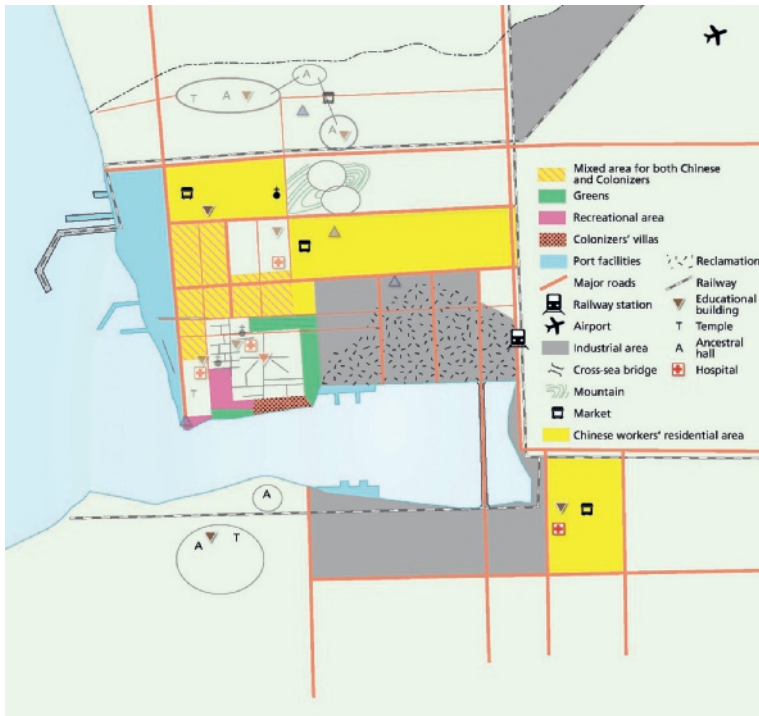 A
T A
A
Mixed area for both Chinese
and Colonizers
Greens
Recreational area
Colonizers' villas
Port facilities
Reclamation
Major roads
Railway
Railway station
Educational
building
Airport
T
Temple
Industrial area
A
Ancestral
hall
Cross-sea bridge
Hospital
Mountain
Market
Chinese workers' residential area
T
A
A T